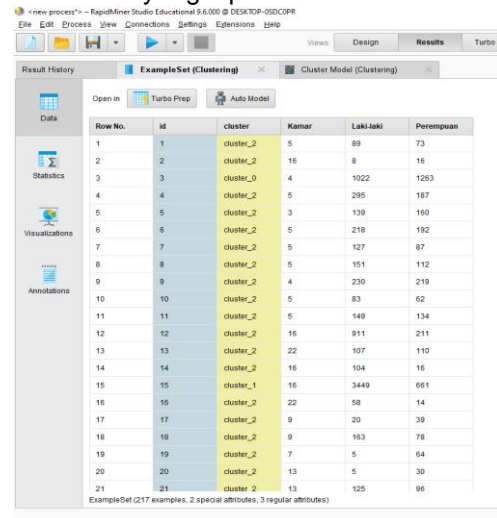 <new process*> – RapidMiner Studio Educational 9.6.000 @ DESKTOP-0SDC0PR
File Edit Process View Connections Settings Extensions Help
Views: Design Results Turbo
Result History ExampleSet (Clustering) Cluster Model (Clustering)
Open in Turbo Prep Auto Model
Data
Statistics
Visualizations
Annotations
Row No. id cluster Kamar Laki-laki Perempuan
1 1 cluster_2 5 89 73
2 2 cluster_2 16 8 16
3 3 cluster_0 4 1022 1263
4 4 cluster_2 5 295 187
5 5 cluster_2 3 139 160
6 6 cluster_2 5 218 192
7 7 cluster_2 5 127 87
8 8 cluster_2 5 151 112
9 9 cluster_2 4 230 219
10 10 cluster_2 5 83 62
11 11 cluster_2 5 149 134
12 12 cluster_2 16 911 211
13 13 cluster_2 22 107 110
14 14 cluster_2 16 104 16
15 15 cluster_1 16 3449 661
16 16 cluster_2 22 58 14
17 17 cluster_2 9 20 39
18 18 cluster_2 9 163 78
19 19 cluster_2 7 5 64
20 20 cluster_2 13 5 30
21 21 cluster_2 13 125 96
ExampleSet (217 examples, 2 special attributes, 3 regular attributes)